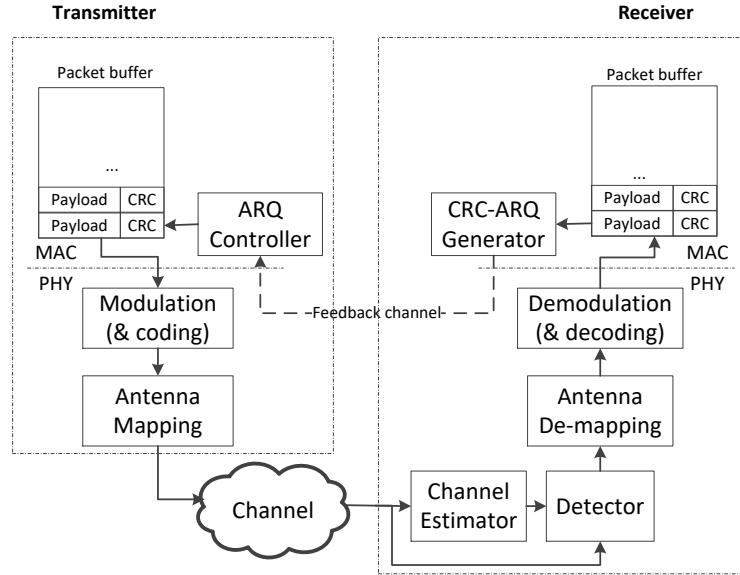 Transmitter
Packet buffer
...
Payload CRC
Payload CRC
ARQ
Controller
MAC
PHY
Modulation
(& coding)
Antenna
Mapping
Channel
Feedback channel
Receiver
Packet buffer
...
Payload CRC
Payload CRC
CRC-ARQ
Generator
MAC
PHY
Demodulation
(& decoding)
Antenna
De-mapping
Channel
Estimator
Detector